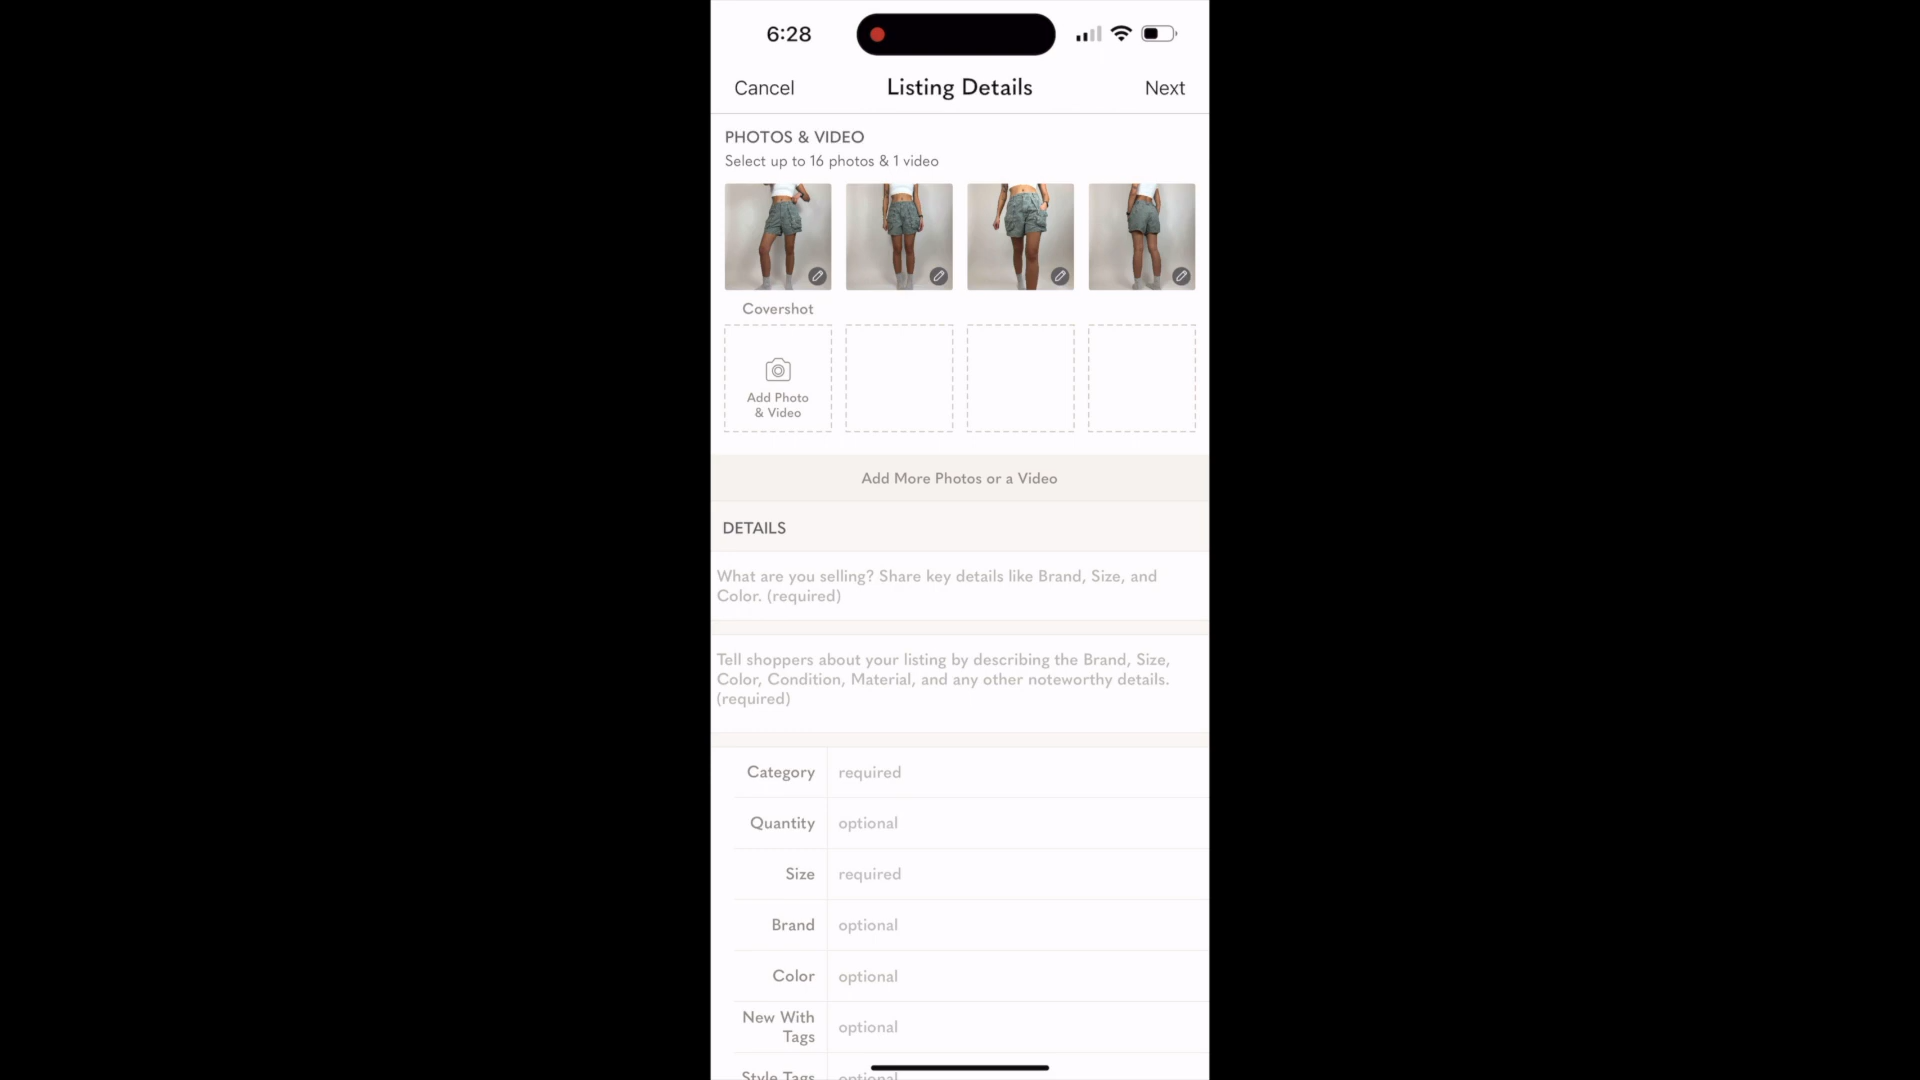 6:28
Cancel
Listing Details
Next
PHOTOS & VIDEO
Select up to 16 photos & 1 video
Covershot
Add Photo
& Video
Add More Photos or a Video
DETAILS
What are you selling? Share key details like Brand, Size, and
Color. (required)
Tell shoppers about your listing by describing the Brand, Size,
Color, Condition, Material, and any other noteworthy details.
(required)
Category required
Quantity optional
Size required
Brand optional
Color optional
New With
Tags optional
Style Tags optional